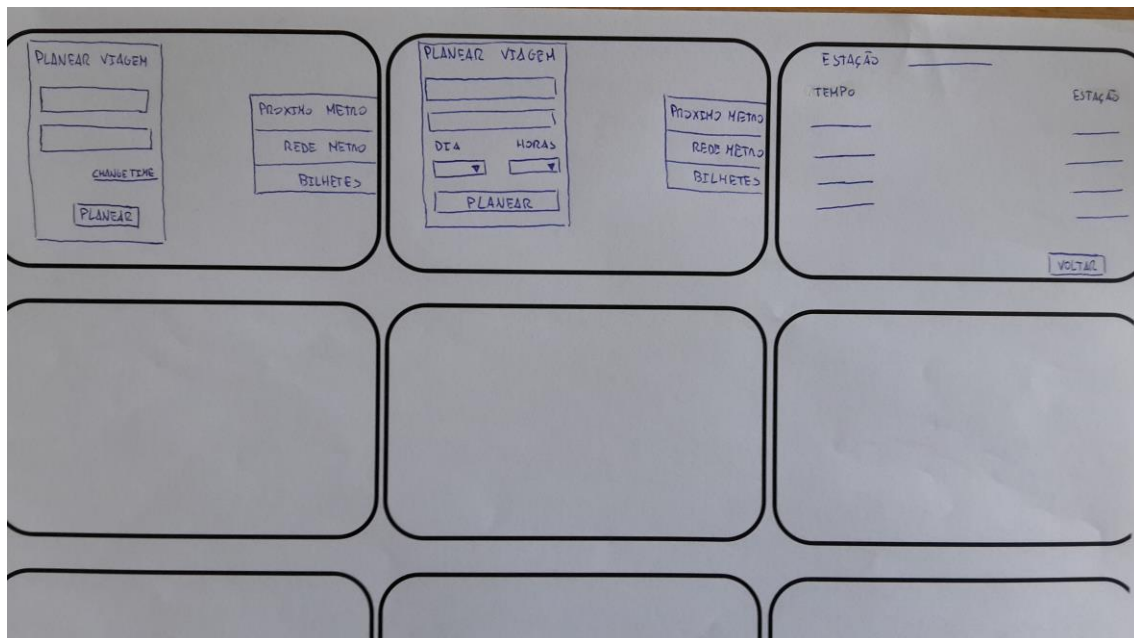 PLANEAR VIAGEM
CHANGE TIME
PLANEAR
PROXIMO METRO
REDE METRO
BILHETES
PLANEAR VIAGEM
DIA HORAS
PLANEAR
PROXIMO METRO
REDE METRO
BILHETES
ESTAÇÃO
TEMPO ESTAÇÃO
VOLTAR